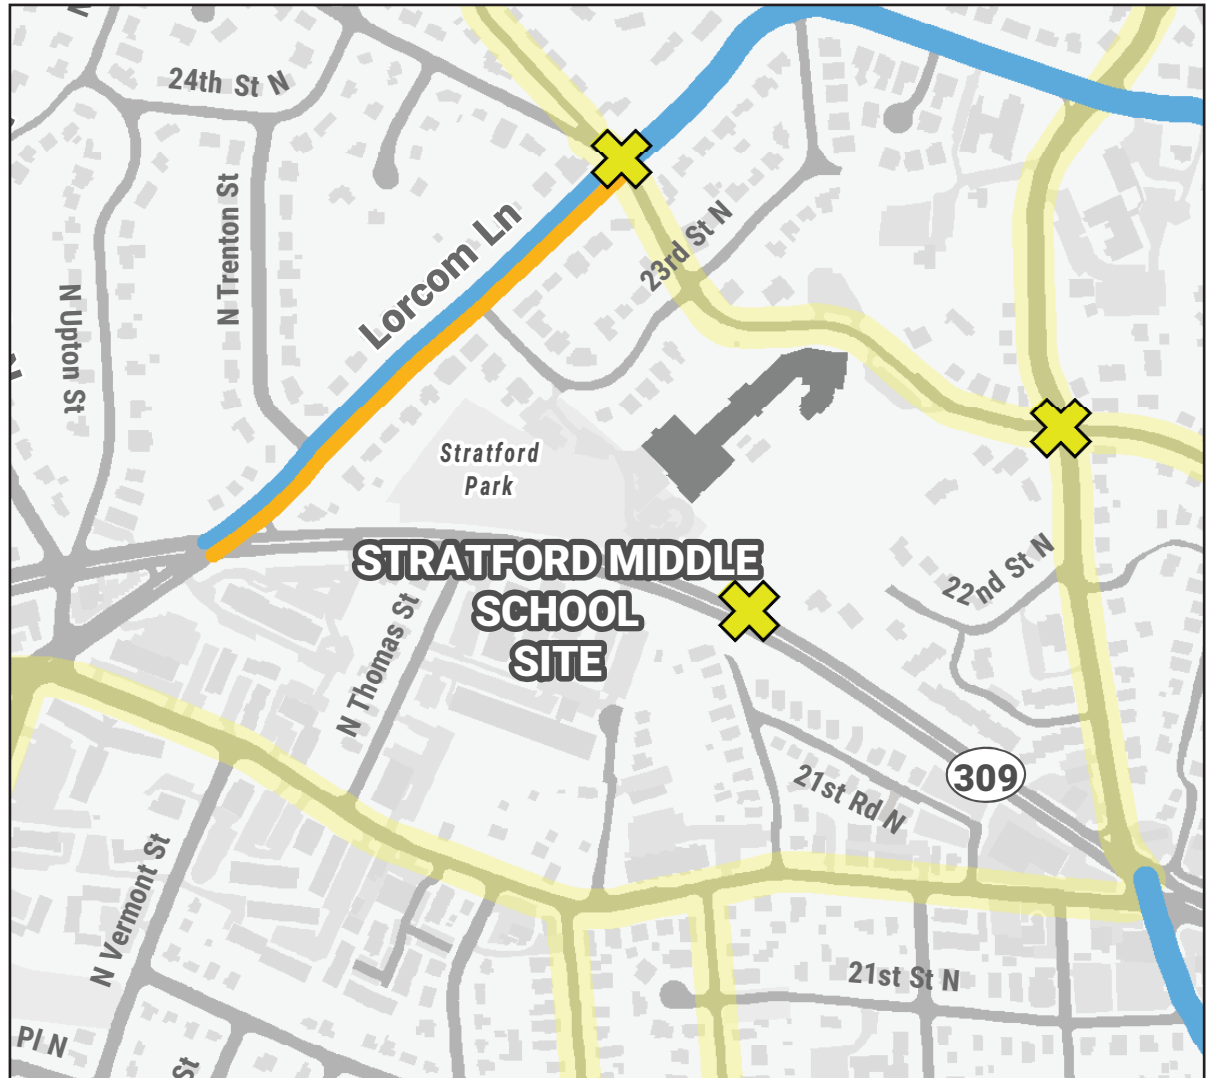 N
24th St N
N Trenton St
N Upton St
Lorcom Ln
23rd St N
Stratford
Park
STRATFORD MIDDLE
SCHOOL
SITE
22nd St N
N Thomas St
309
21st Rd N
N Vermont St
21st St N
Pl N
St